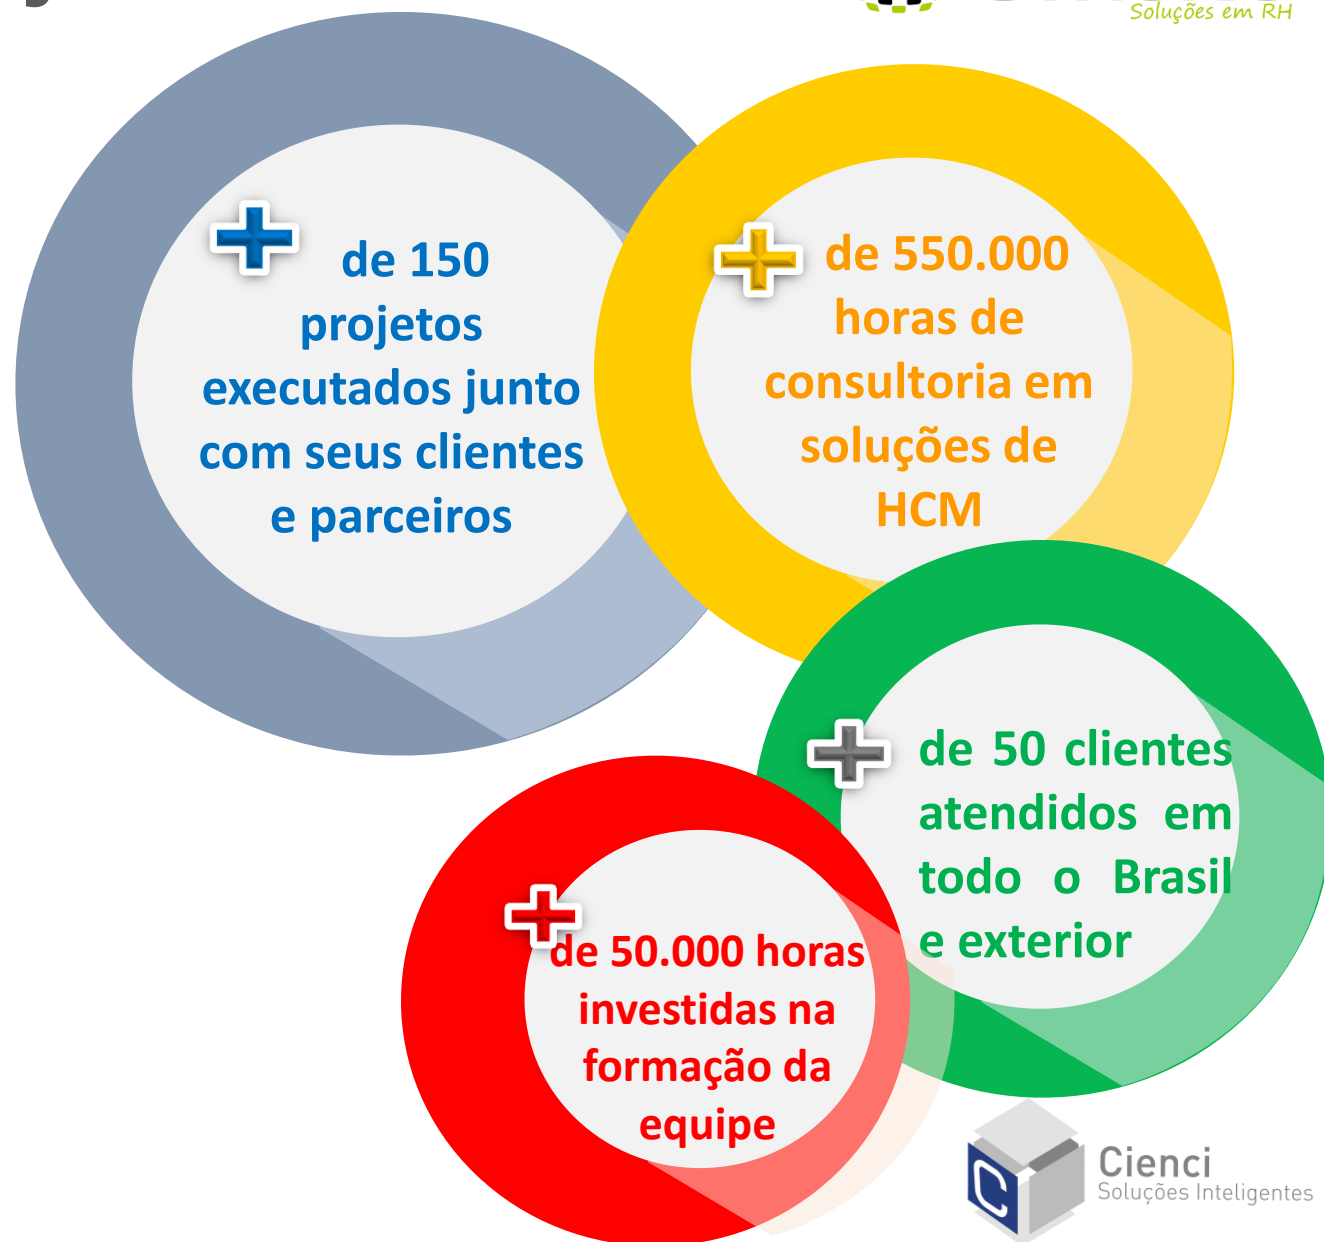 Soluções em RH
de 150
projetos
executados junto
com seus clientes
e parceiros
de 550.000
horas de
consultoria em
soluções de
HCM
de 50 clientes
atendidos em
todo o Brasil
e exterior
de 50.000 horas
investidas na
formação da
equipe
C
Cienci
Soluções Inteligentes